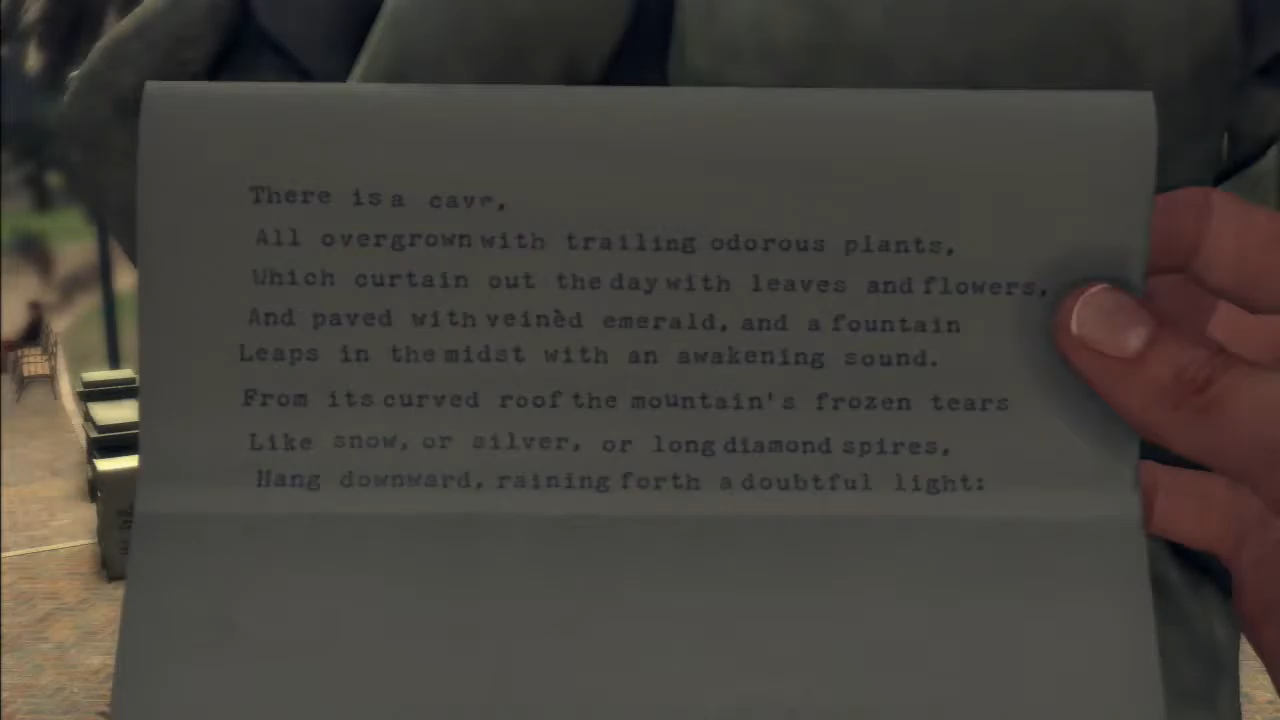 There is a cave,
All overgrown with trailing odorous plants,
Which curtain out the day with leaves and flowers,
And paved with veinèd emerald, and a fountain
Leaps in the midst with an awakening sound.
From its curved roof the mountain's frozen tears
Like snow, or silver, or long diamond spires,
Hang downward, raining forth a doubtful light: